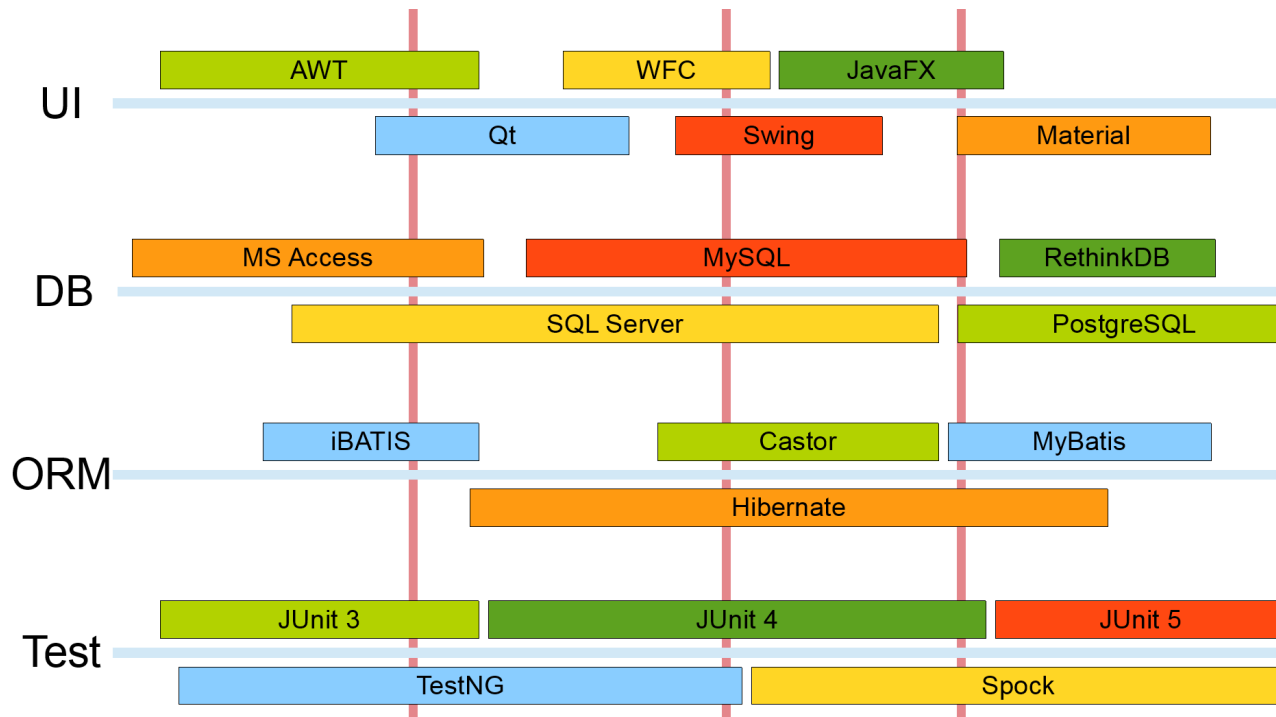 AWT
WFC
JavaFX
UI
Qt
Swing
Material
MS Access
MySQL
RethinkDB
DB
SQL Server
PostgreSQL
iBATIS
Castor
MyBatis
ORM
Hibernate
JUnit 3
JUnit 4
JUnit 5
Test
TestNG
Spock